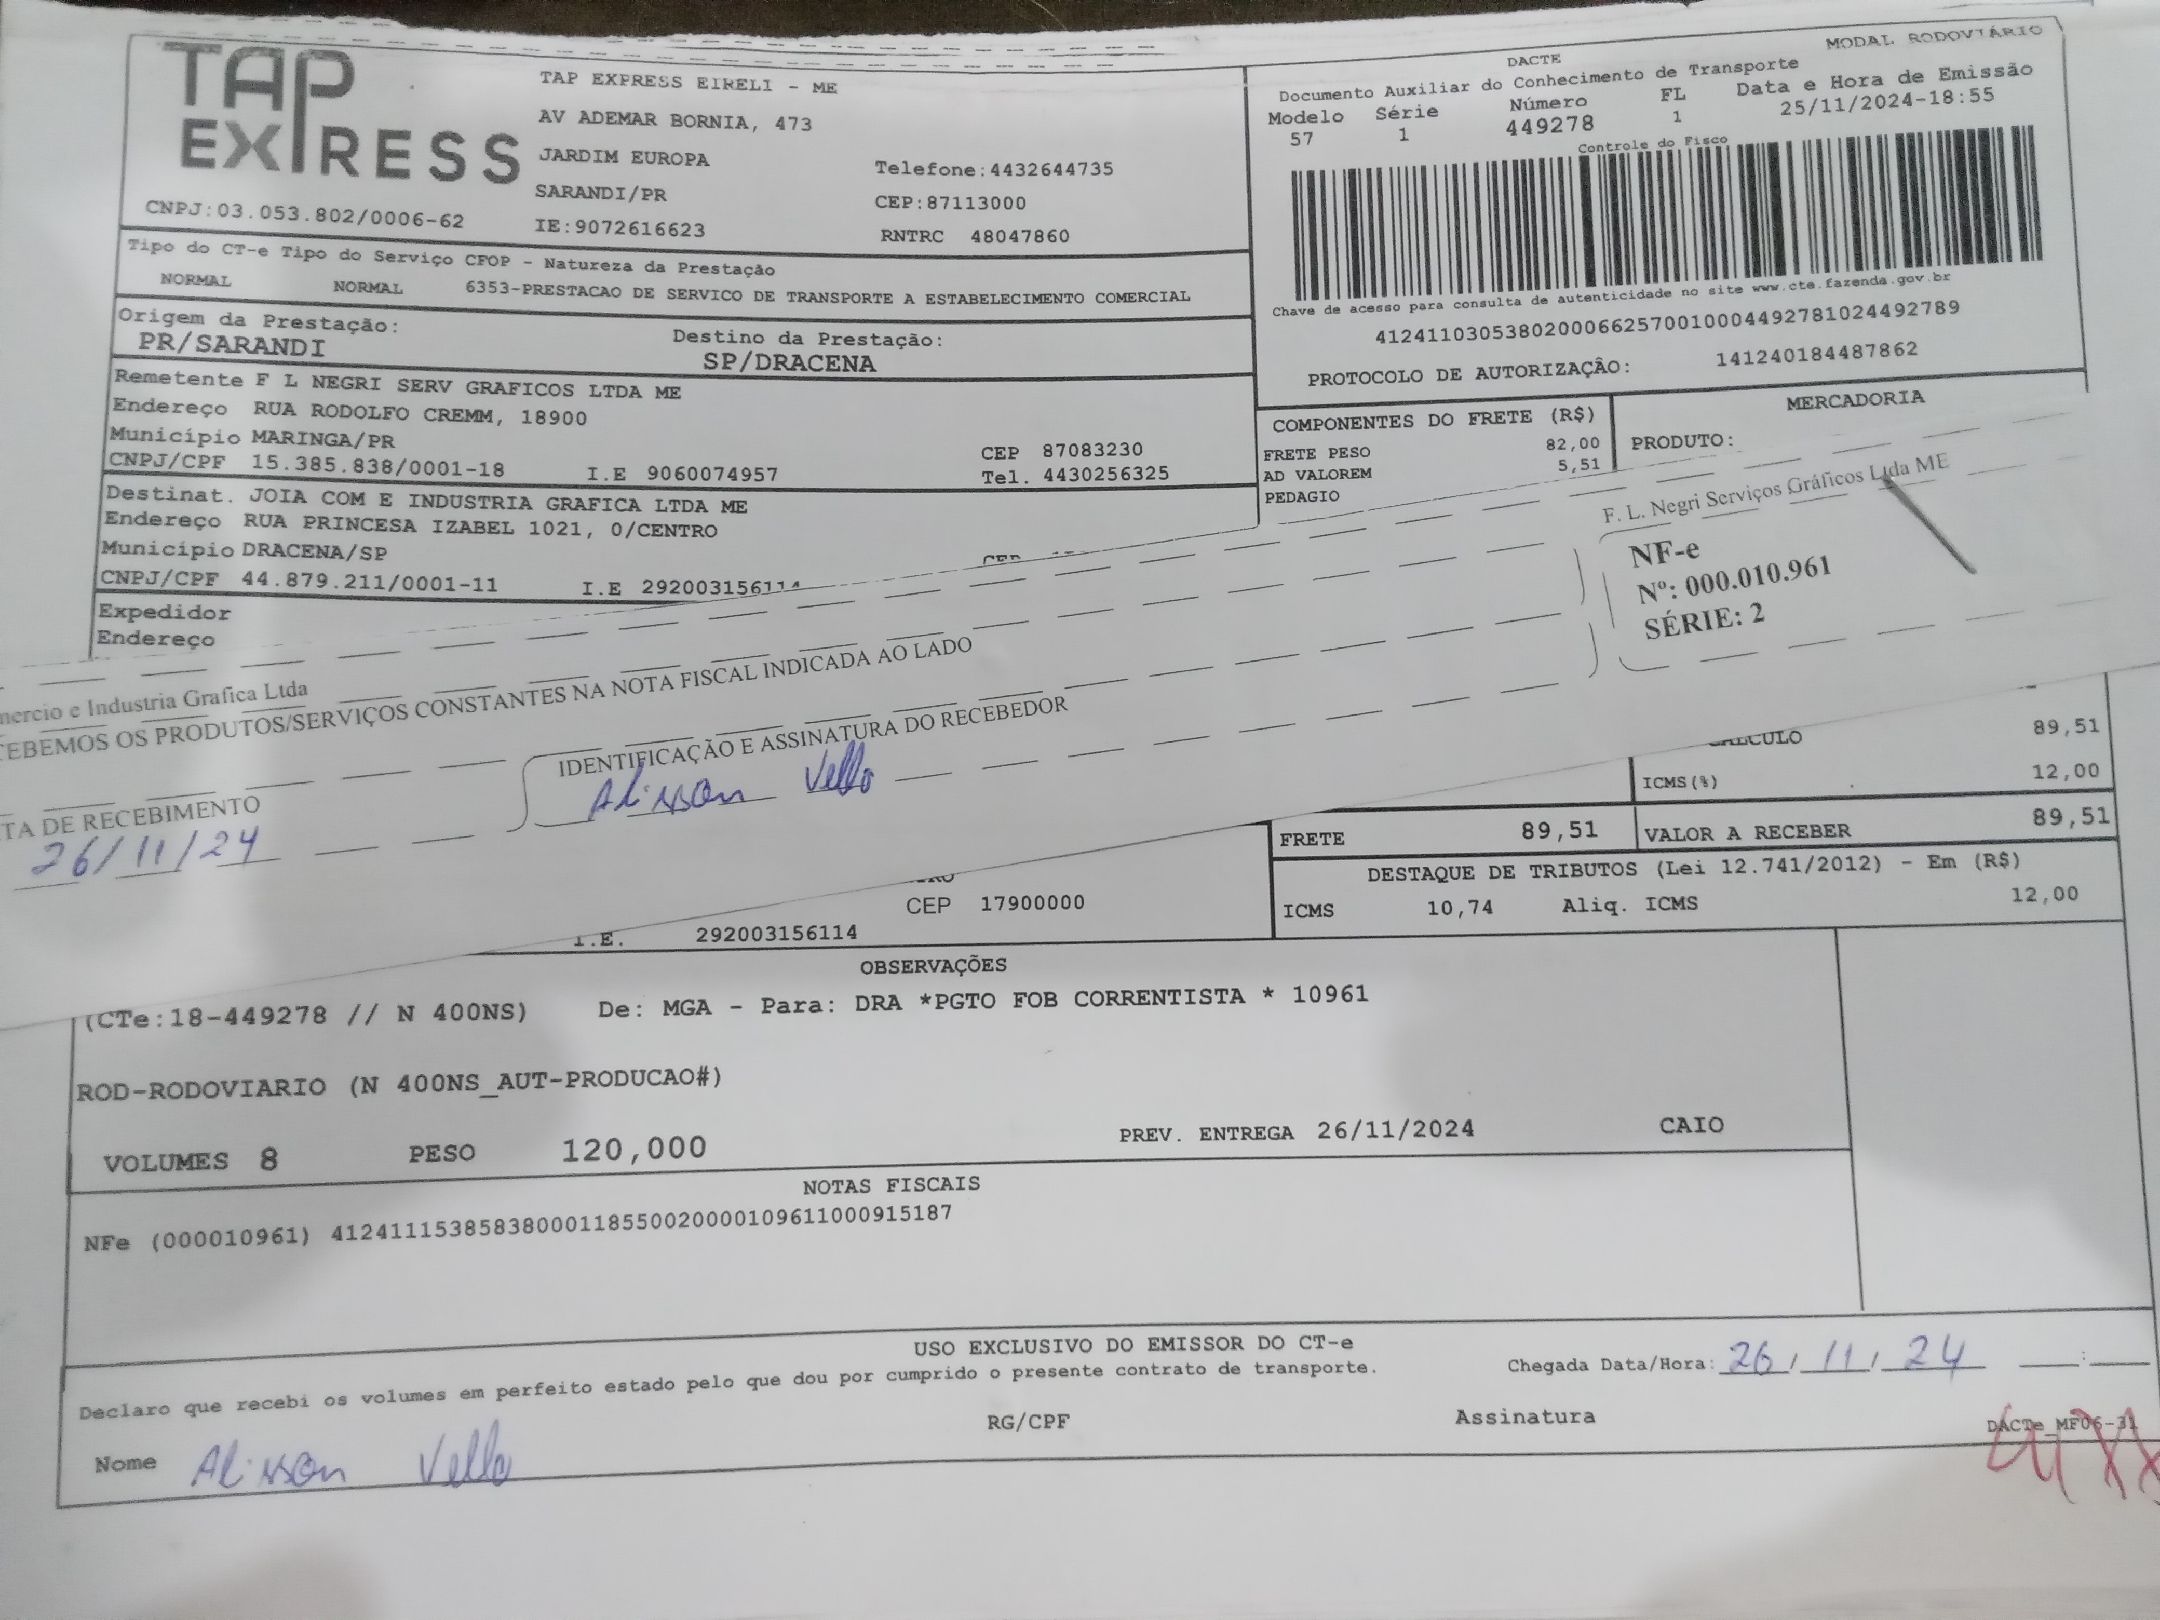 TAP EXPRESS
TAP EXPRESS EIRELI - ME
AV ADEMAR BORNIA, 473
JARDIM EUROPA
SARANDI/PR
IE:9072616623
Telefone:4432644735
CEP:87113000
RNTRC 48047860
CNPJ:03.053.802/0006-62
MODAL RODOVIÁRIO
DACTE
Documento Auxiliar do Conhecimento de Transporte
Modelo Série Número FL Data e Hora de Emissão
57 1 449278 1 25/11/2024-18:55
Controle do Fisco
Chave de acesso para consulta de autenticidade no site www.cte.fazenda.gov.br
41241103053802000662570010004492781024492789
PROTOCOLO DE AUTORIZAÇÃO: 141240184487862
Tipo do CT-e Tipo do Serviço CFOP - Natureza da Prestação
NORMAL NORMAL 6353-PRESTACAO DE SERVICO DE TRANSPORTE A ESTABELECIMENTO COMERCIAL
Origem da Prestação: Destino da Prestação:
PR/SARANDI SP/DRACENA
Remetente F L NEGRI SERV GRAFICOS LTDA ME
Endereço RUA RODOLFO CREMM, 18900
Município MARINGA/PR CEP 87083230
CNPJ/CPF 15.385.838/0001-18 I.E 9060074957 Tel. 4430256325
Destinat. JOIA COM E INDUSTRIA GRAFICA LTDA ME
Endereço RUA PRINCESA IZABEL 1021, 0/CENTRO
Município DRACENA/SP
CNPJ/CPF 44.879.211/0001-11 I.E 292003156114
Expedidor
Endereço
COMPONENTES DO FRETE (R$)
FRETE PESO 82,00
AD VALOREM 5,51
PEDAGIO
MERCADORIA
PRODUTO:
F. L. Negri Serviços Gráficos Ltda ME
NF-e
Nº: 000.010.961
SÉRIE: 2
mercio e Industria Grafica Ltda
CEBEMOS OS PRODUTOS/SERVIÇOS CONSTANTES NA NOTA FISCAL INDICADA AO LADO
TA DE RECEBIMENTO
26/11/24
IDENTIFICAÇÃO E ASSINATURA DO RECEBEDOR
Alisson Vello
CALCULO 89,51
ICMS(%) 12,00
FRETE 89,51 VALOR A RECEBER 89,51
DESTAQUE DE TRIBUTOS (Lei 12.741/2012) - Em (R$)
ICMS 10,74 Aliq. ICMS 12,00
CEP 17900000
I.E. 292003156114
OBSERVAÇÕES
(CTe:18-449278 // N 400NS) De: MGA - Para: DRA *PGTO FOB CORRENTISTA * 10961
ROD-RODOVIARIO (N 400NS_AUT-PRODUCAO#)
VOLUMES 8 PESO 120,000 PREV. ENTREGA 26/11/2024 CAIO
NOTAS FISCAIS
NFe (000010961) 41241115385838000118550020000109611000915187
USO EXCLUSIVO DO EMISSOR DO CT-e
Declaro que recebi os volumes em perfeito estado pelo que dou por cumprido o presente contrato de transporte.
Chegada Data/Hora: 26/11/24 __:__
Nome Alisson Vello RG/CPF Assinatura
DACTe_MF06-31